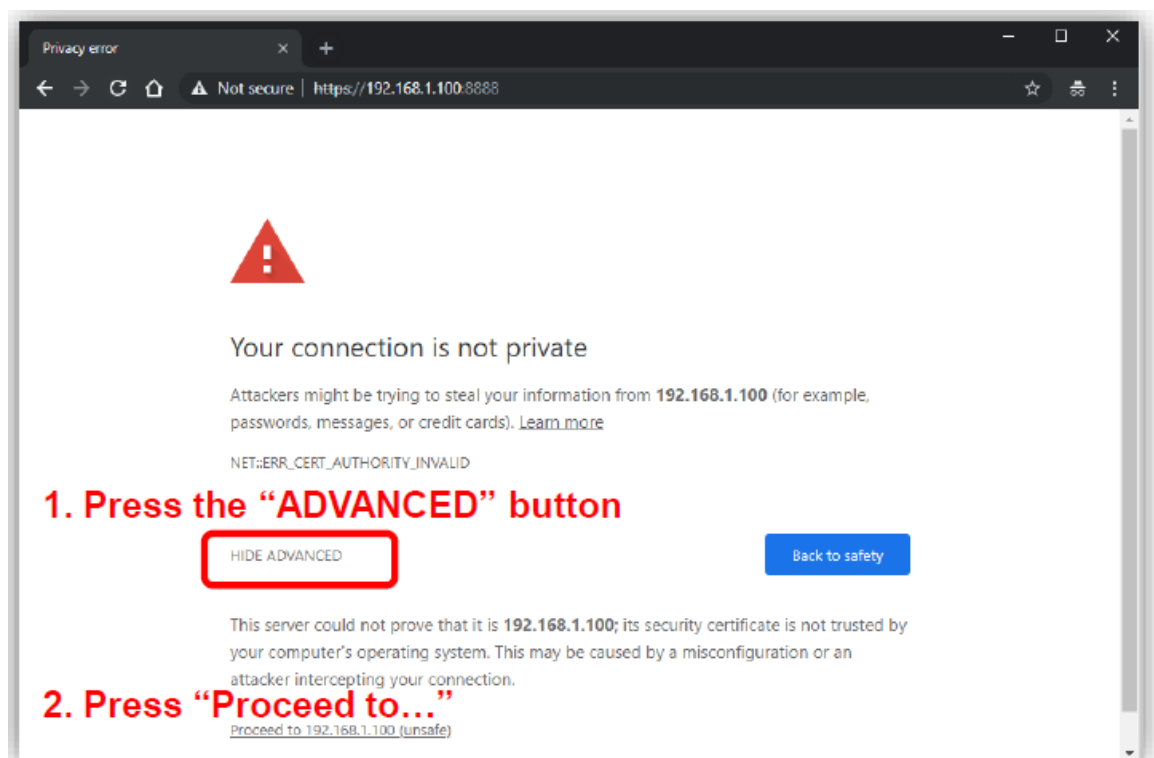 Privacy error
Not secure | https://192.168.1.100:8888
Your connection is not private
Attackers might be trying to steal your information from 192.168.1.100 (for example,
passwords, messages, or credit cards). Learn more
NET::ERR_CERT_AUTHORITY_INVALID
1. Press the “ADVANCED” button
HIDE ADVANCED
Back to safety
This server could not prove that it is 192.168.1.100; its security certificate is not trusted by
your computer's operating system. This may be caused by a misconfiguration or an
attacker intercepting your connection.
2. Press “Proceed to...”
Proceed to 192.168.1.100 (unsafe)